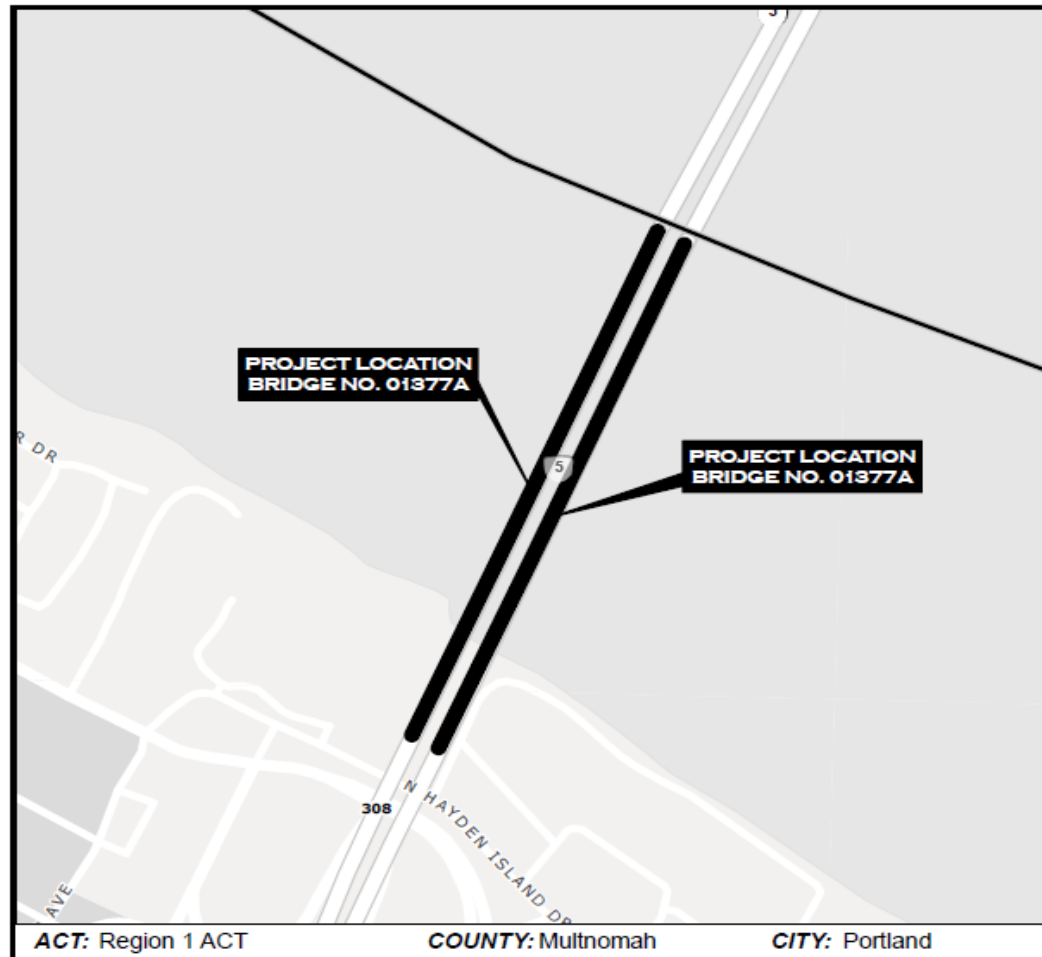 5
PROJECT LOCATION
BRIDGE NO. 01377A
5
PROJECT LOCATION
BRIDGE NO. 01377A
R DR
308
N HAYDEN ISLAND DR
AVE
ACT: Region 1 ACT COUNTY: Multnomah CITY: Portland